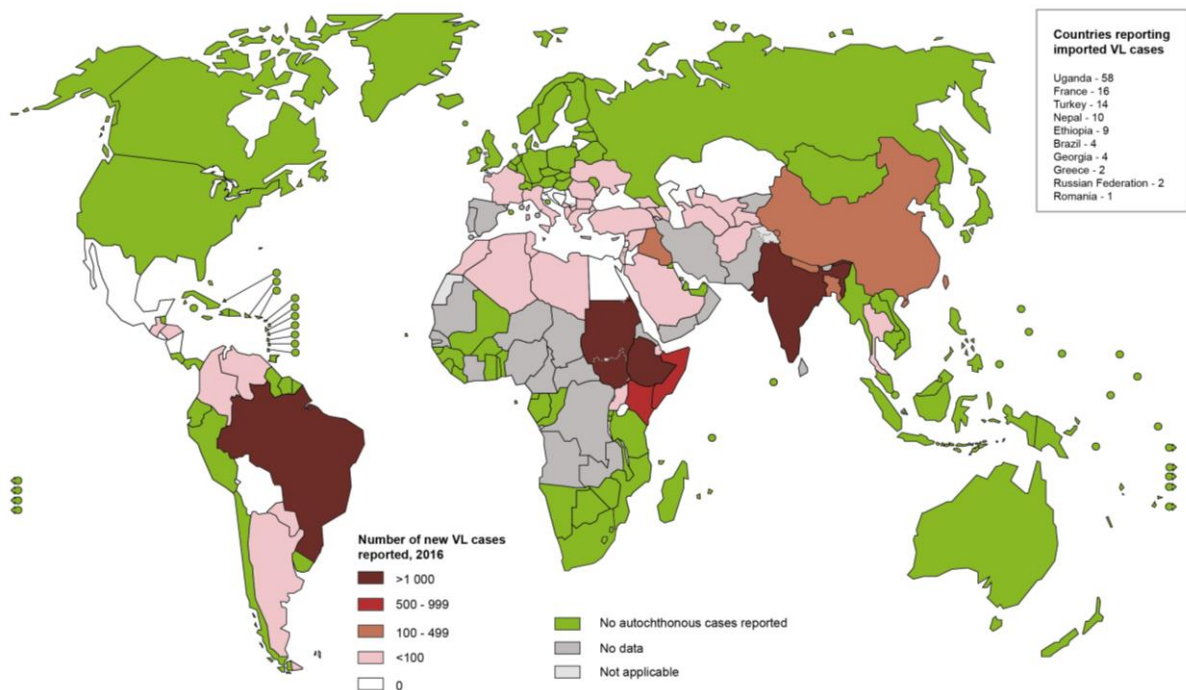 Countries reporting
imported VL cases
Uganda - 58
France - 16
Turkey - 14
Nepal - 10
Ethiopia - 9
Brazil - 4
Georgia - 4
Greece - 2
Russian Federation - 2
Romania - 1
Number of new VL cases
reported, 2016
>1 000
500 - 999
100 - 499
<100
0
No autochthonous cases reported
No data
Not applicable